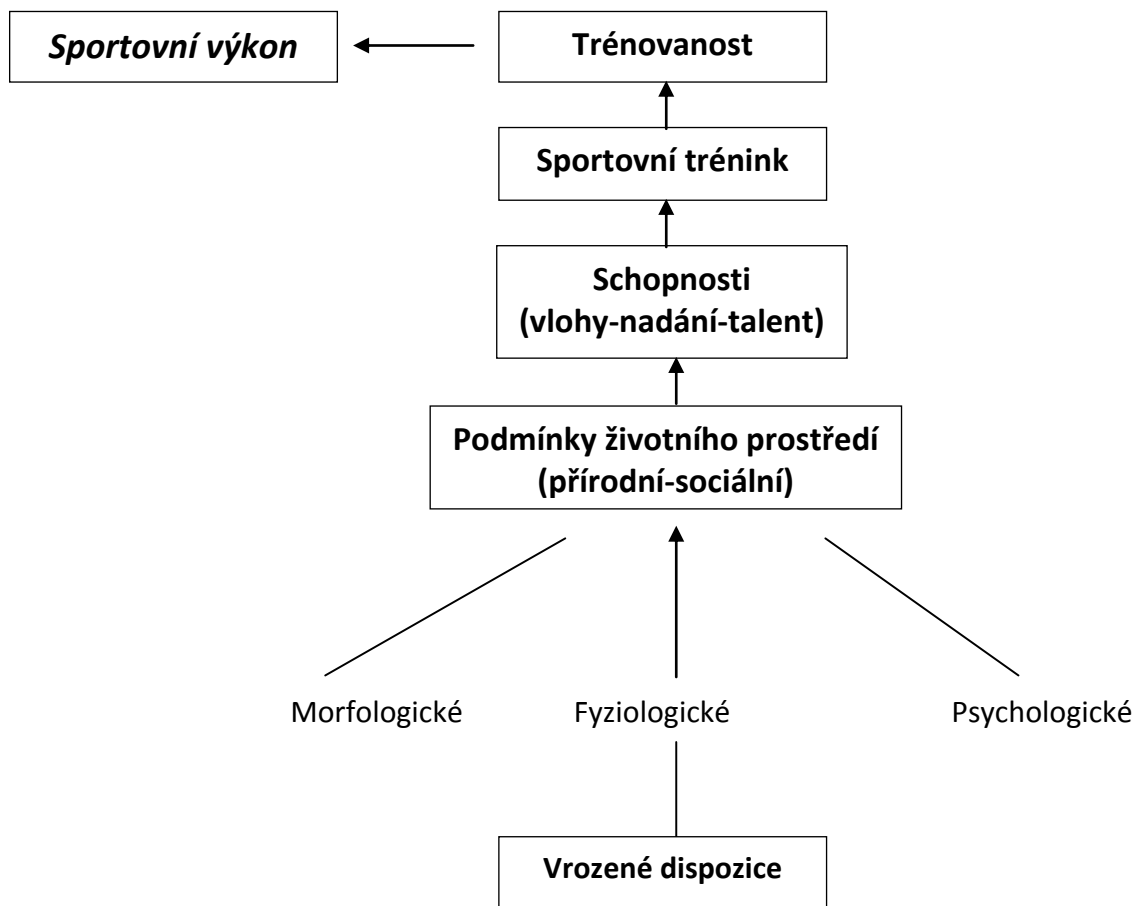 Sportovní výkon
Trénovanost
Sportovní trénink
Schopnosti
(vlohy-nadání-talent)
Podmínky životního prostředí
(přírodní-sociální)
Morfologické
Fyziologické
Psychologické
Vrozené dispozice